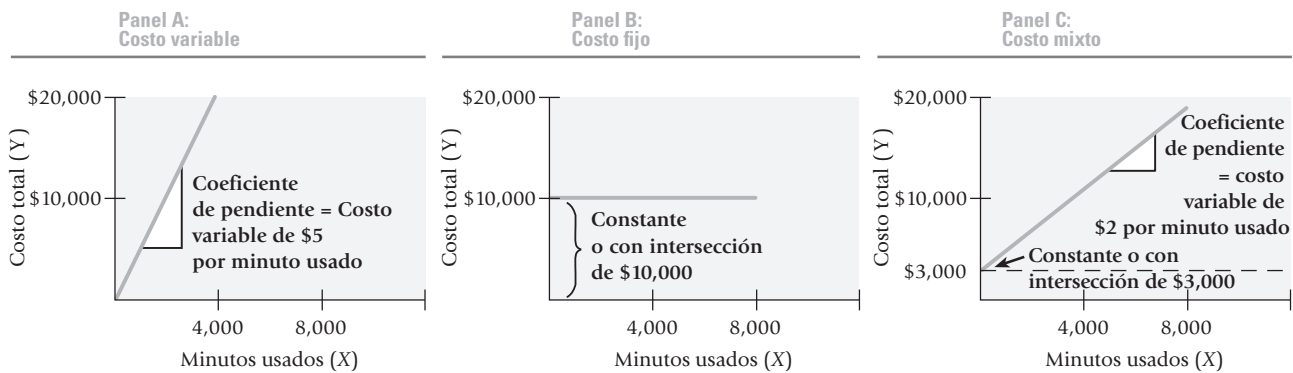 Panel A:
Costo variable
$20,000
$10,000
Costo total (Y)
Coeficiente
de pendiente = Costo
variable de $5
por minuto usado
4,000 8,000
Minutos usados (X)
Panel B:
Costo fijo
$20,000
$10,000
Costo total (Y)
Constante
o con intersección
de $10,000
4,000 8,000
Minutos usados (X)
Panel C:
Costo mixto
$20,000
$10,000
$3,000
Costo total (Y)
Coeficiente
de pendiente
= costo
variable de
$2 por minuto usado
Constante o con
intersección de $3,000
4,000 8,000
Minutos usados (X)